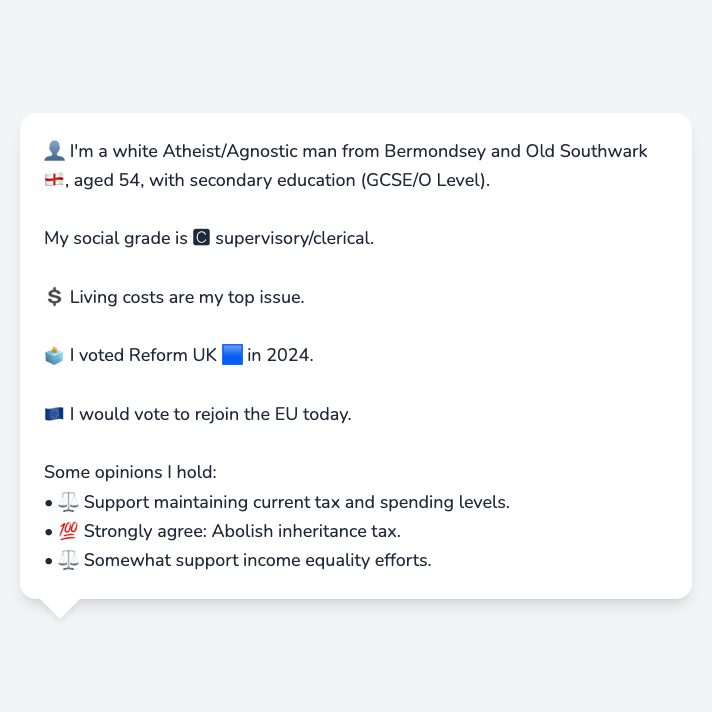 👤 I'm a white Atheist/Agnostic man from Bermondsey and Old Southwark
🏴󠁧󠁢󠁥󠁮󠁧󠁿, aged 54, with secondary education (GCSE/O Level).
My social grade is 🅲 supervisory/clerical.
💲 Living costs are my top issue.
🗳️ I voted Reform UK 🟦 in 2024.
🇪🇺 I would vote to rejoin the EU today.
Some opinions I hold:
• ⚖️ Support maintaining current tax and spending levels.
• 💯 Strongly agree: Abolish inheritance tax.
• ⚖️ Somewhat support income equality efforts.